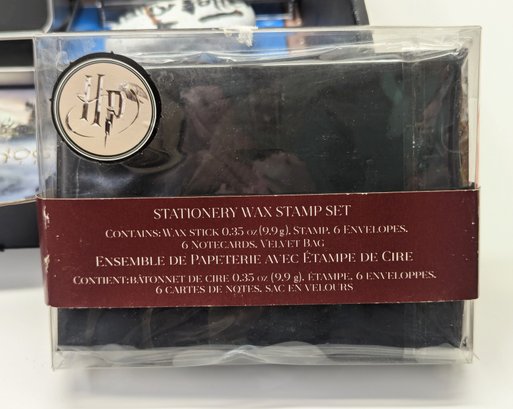 HP
STATIONERY WAX STAMP SET
CONTAINS: WAX STICK 0.35 OZ (9.9 g), STAMP, 6 ENVELOPES,
6 NOTECARDS, VELVET BAG
ENSEMBLE DE PAPETERIE AVEC ÉTAMPE DE CIRE
CONTIENT: BÂTONNET DE CIRE 0.35 OZ (9.9 g), ÉTAMPE, 6 ENVELOPPES,
6 CARTES DE NOTES, SAC EN VELOURS